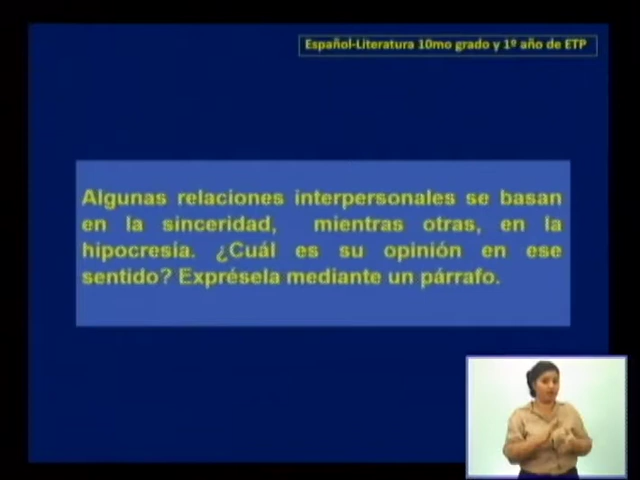 Español-Literatura 10mo grado y 1º año de ETP
Algunas relaciones interpersonales se basan
en la sinceridad, mientras otras, en la
hipocresia. ¿Cuál es su opinión en ese
sentido? Exprésela mediante un párrafo.